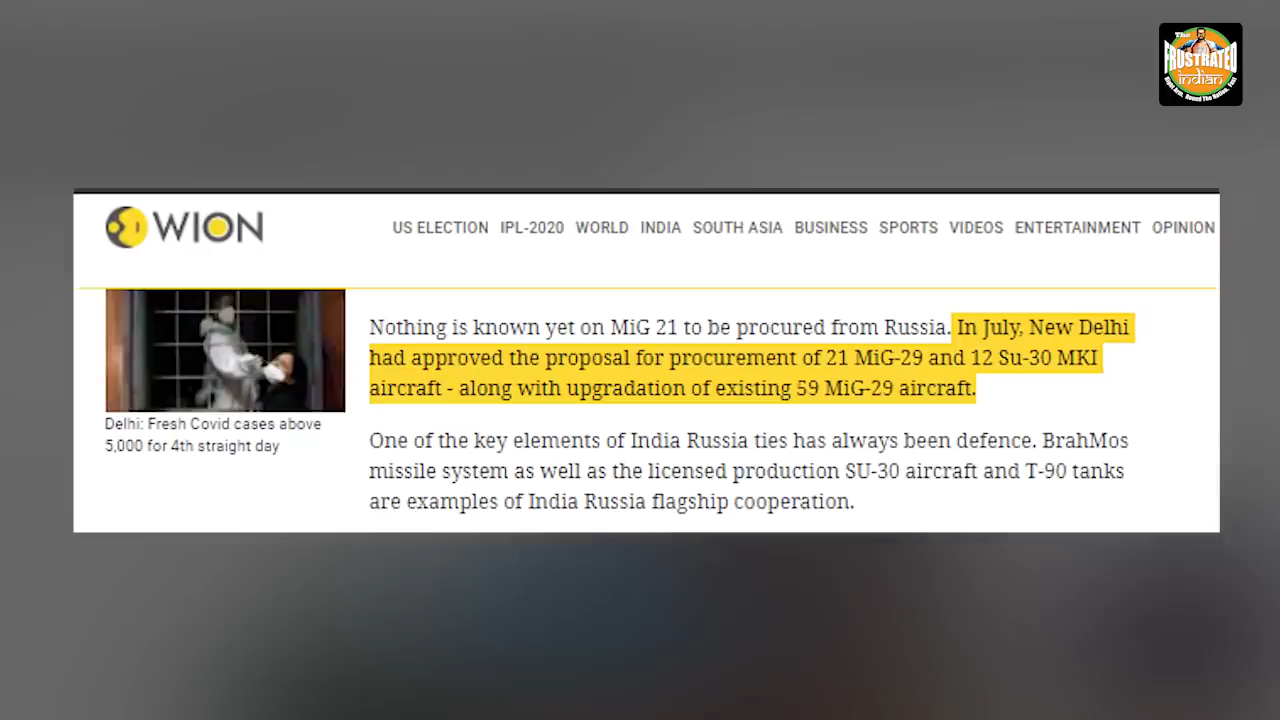 The
FRUSTRATED
indian
WION
US ELECTION IPL-2020 WORLD INDIA SOUTH ASIA BUSINESS SPORTS VIDEOS ENTERTAINMENT OPINION
Nothing is known yet on MiG 21 to be procured from Russia. In July, New Delhi
had approved the proposal for procurement of 21 MiG-29 and 12 Su-30 MKI
aircraft - along with upgradation of existing 59 MiG-29 aircraft.
Delhi: Fresh Covid cases above
5,000 for 4th straight day
One of the key elements of India Russia ties has always been defence. BrahMos
missile system as well as the licensed production SU-30 aircraft and T-90 tanks
are examples of India Russia flagship cooperation.